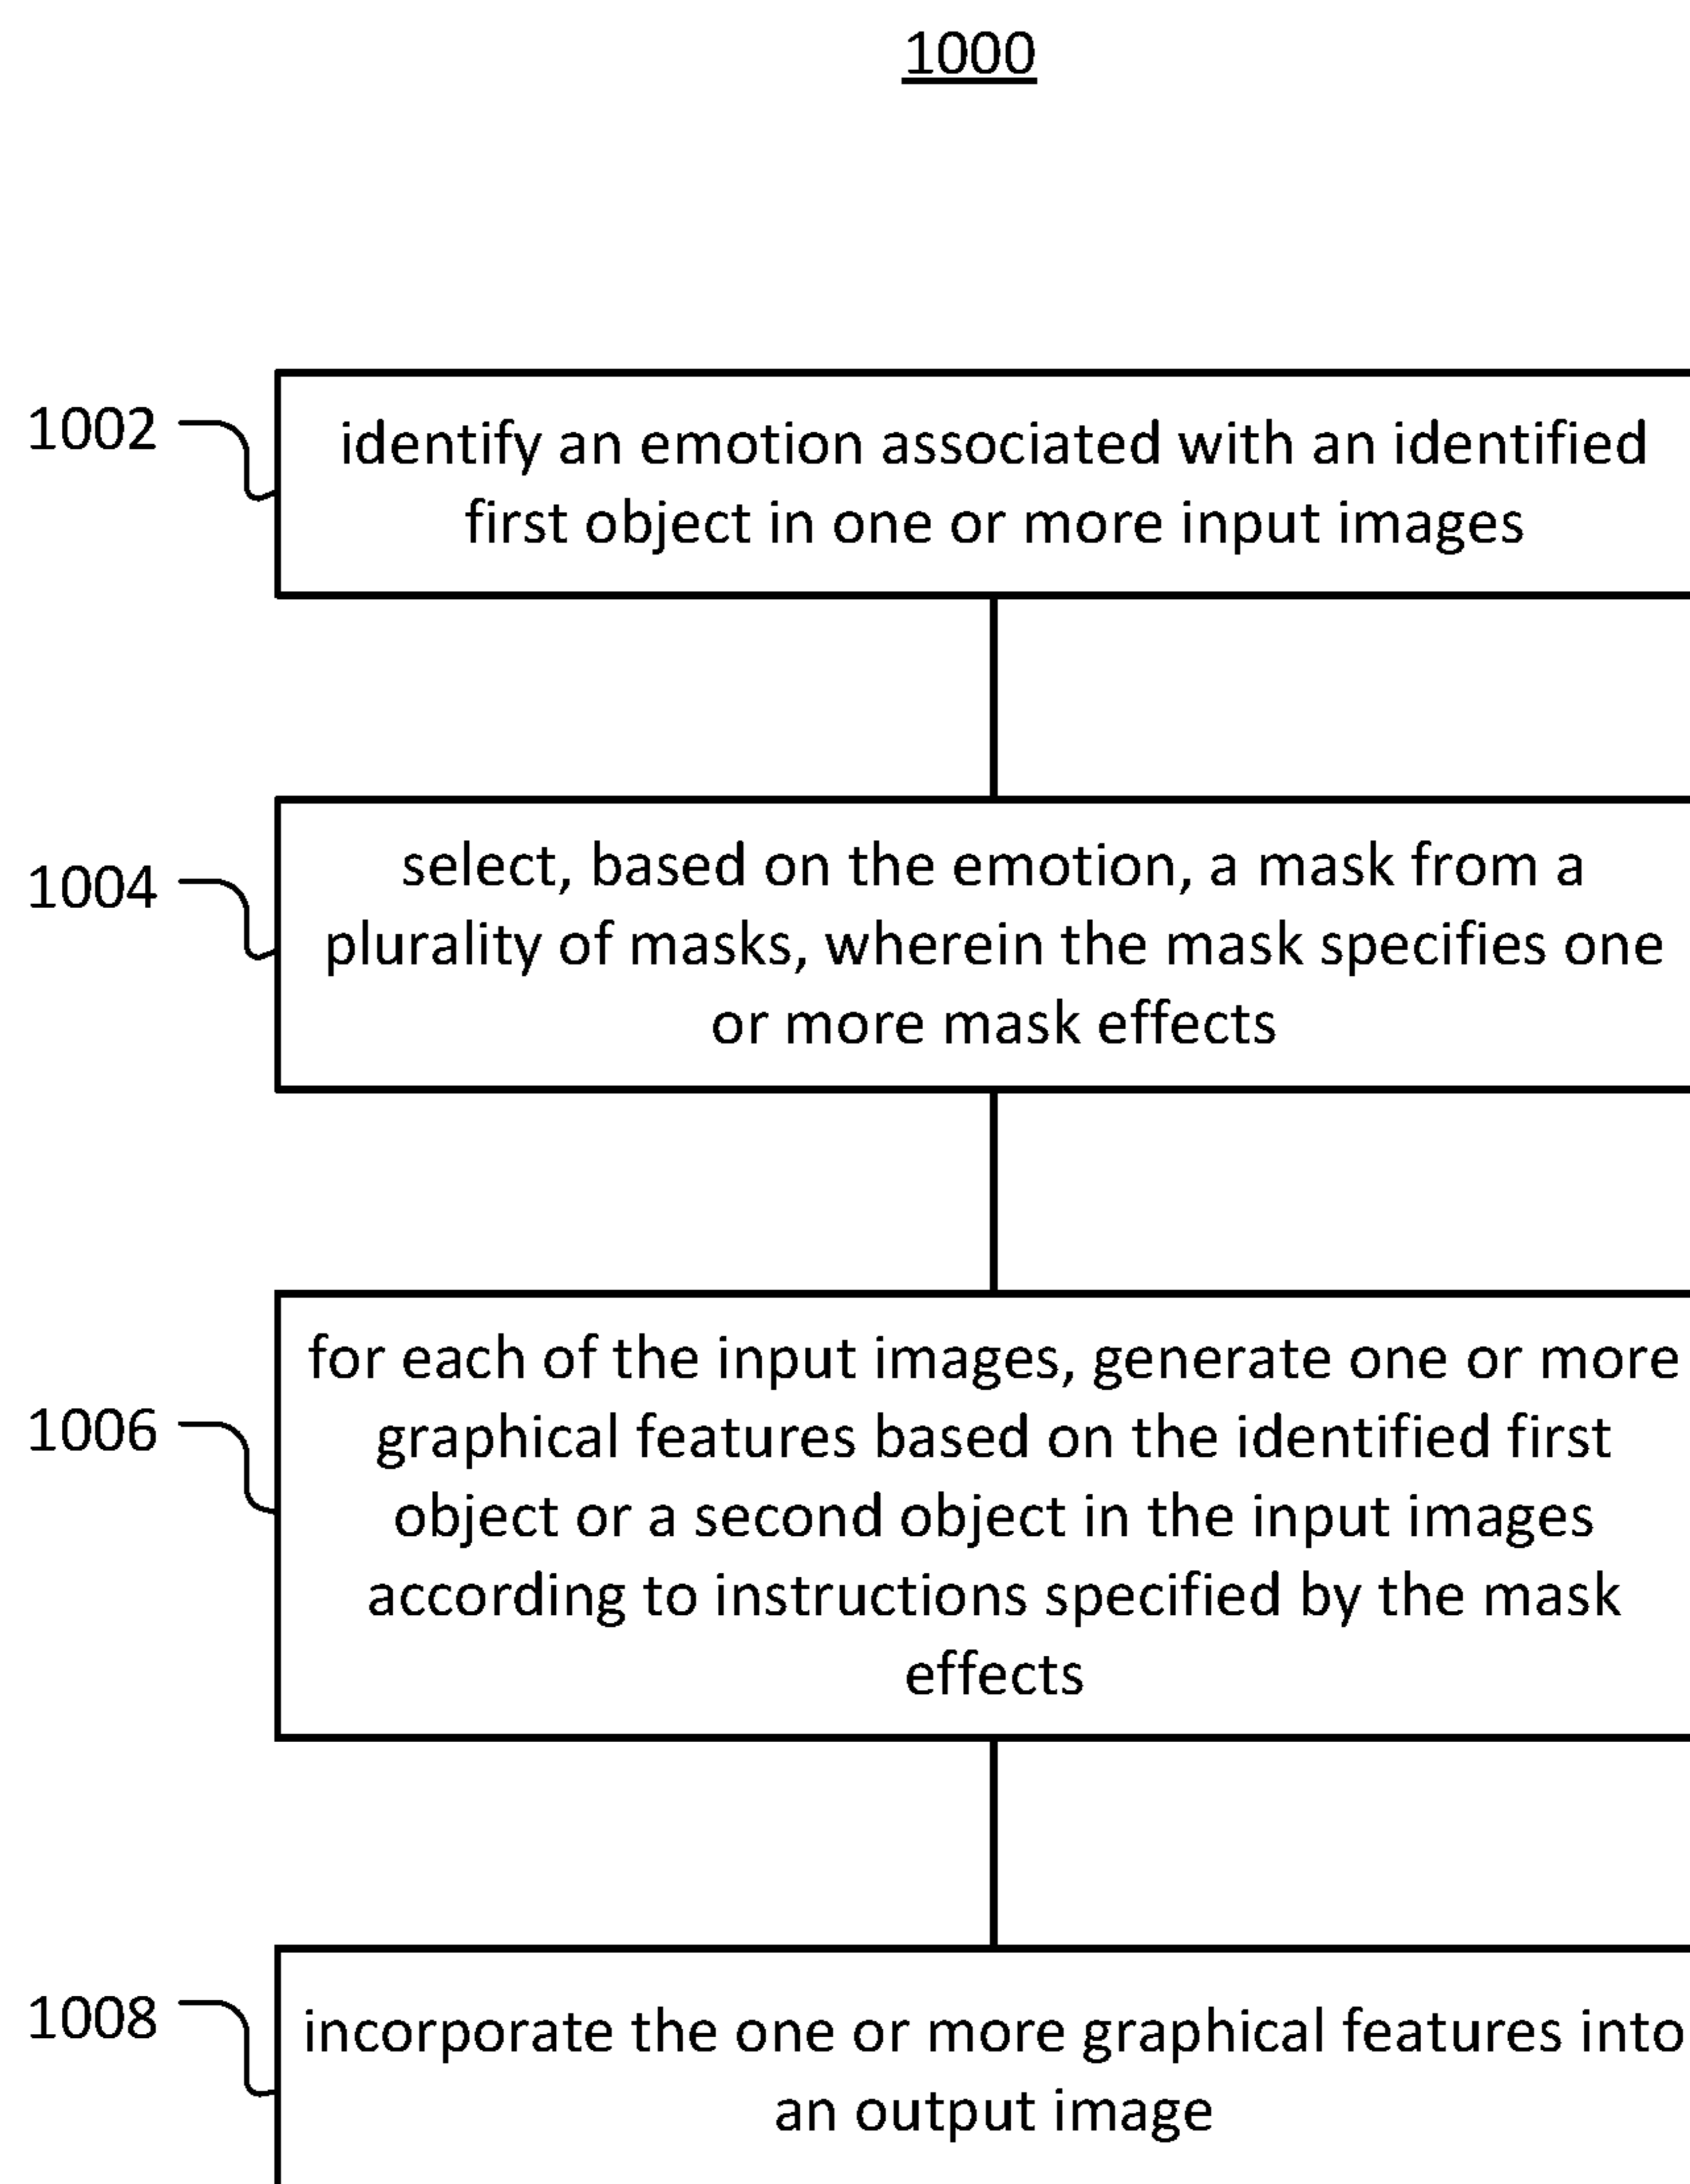 1000
1002
identify an emotion associated with an identified
first object in one or more input images
1004
select, based on the emotion, a mask from a
plurality of masks, wherein the mask specifies one
or more mask effects
1006
for each of the input images, generate one or more
graphical features based on the identified first
object or a second object in the input images
according to instructions specified by the mask
effects
1008
incorporate the one or more graphical features into
an output image